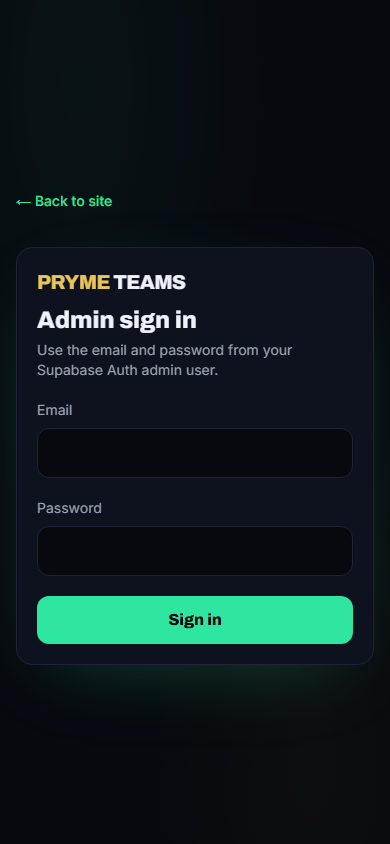 ← Back to site
PRYME TEAMS
Admin sign in
Use the email and password from your
Supabase Auth admin user.
Email
Password
Sign in